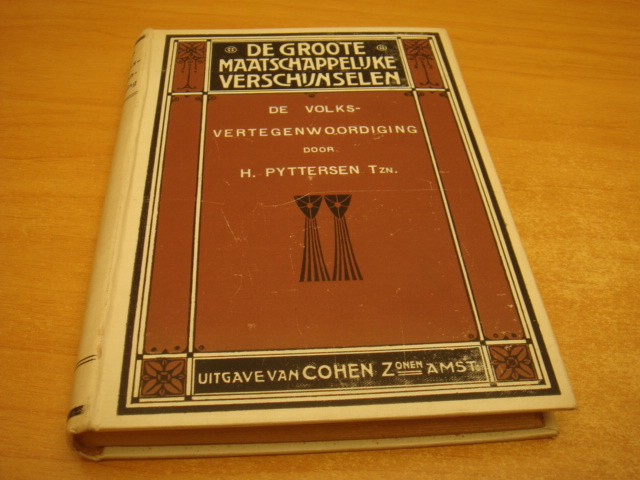 DE GROOTE
MAATSCHAPPELIJKE
VERSCHIJNSELEN
DE VOLKS-
VERTEGENWOORDIGING
DOOR
H. PYTTERSEN TZN.
UITGAVE VAN COHEN ZONEN AMST.